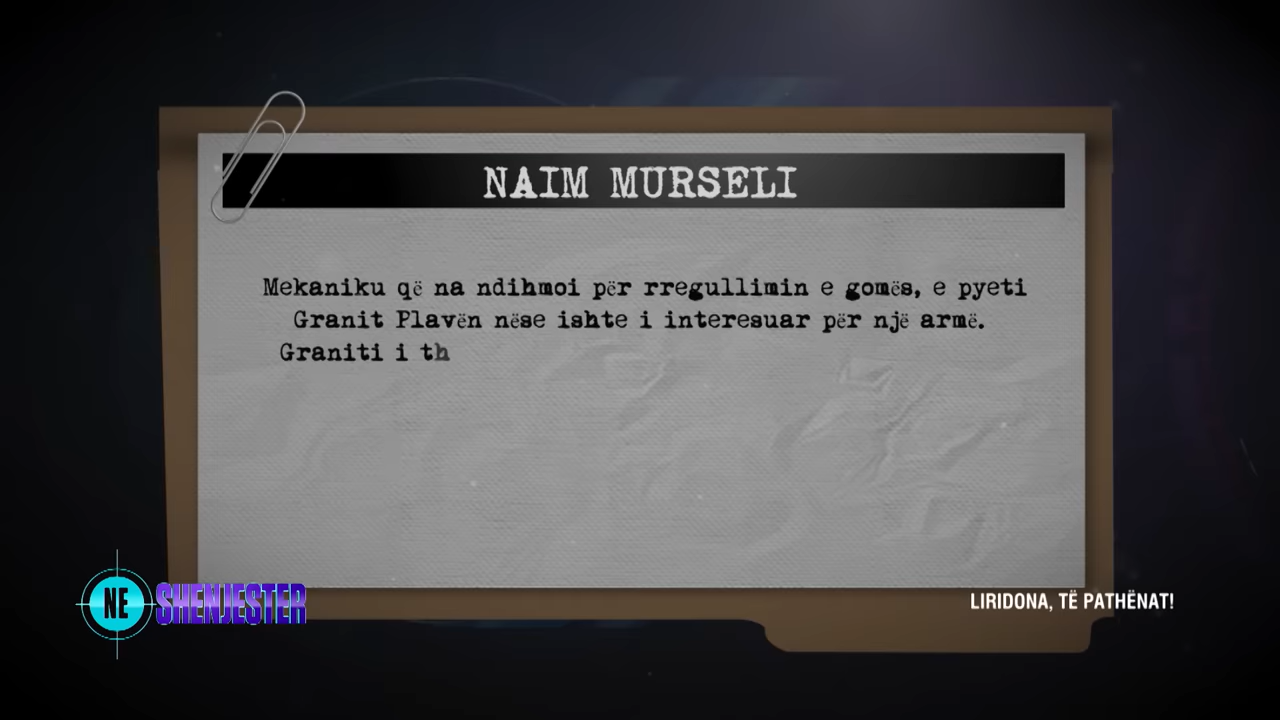 NAIM MURSELI
Mekaniku që na ndihmoi për rregullimin e gomës, e pyeti
Granit Plavën nëse ishte i interesuar për një armë.
Graniti i th
NE SHENJESTER
LIRIDONA, TË PATHËNAT!